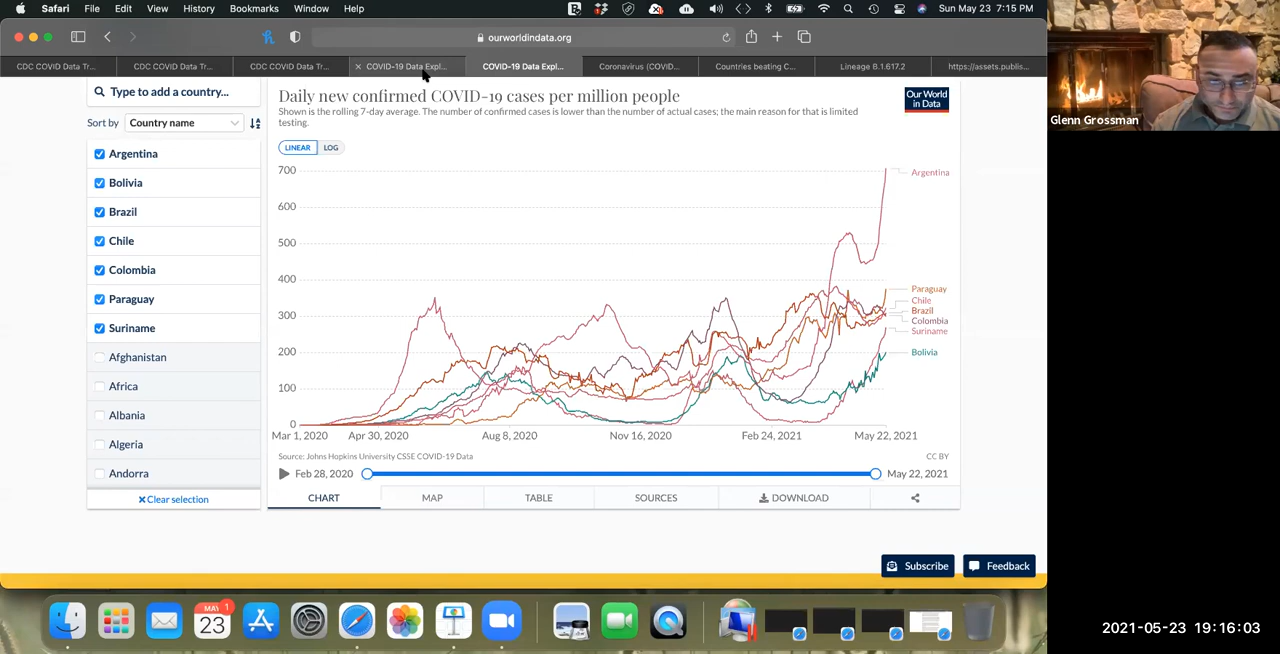 Safari File Edit View History Bookmarks Window Help
Sun May 23 7:15 PM
ourworldindata.org
CDC COVID Data Tr...
CDC COVID Data Tr...
CDC COVID Data Tr...
COVID-19 Data Expl...
COVID-19 Data Expl...
Coronavirus (COVID...
Countries beating C...
Lineage B.1.617.2
https://assets.publis...
Type to add a country...
Sort by Country name
Argentina
Bolivia
Brazil
Chile
Colombia
Paraguay
Suriname
Afghanistan
Africa
Albania
Algeria
Andorra
Clear selection
Daily new confirmed COVID-19 cases per million people
Shown is the rolling 7-day average. The number of confirmed cases is lower than the number of actual cases; the main reason for that is limited
testing.
Our World
in Data
LINEAR LOG
700
600
500
400
300
200
100
0
Argentina
Paraguay
Chile
Brazil
Colombia
Suriname
Bolivia
Mar 1, 2020 Apr 30, 2020 Aug 8, 2020 Nov 16, 2020 Feb 24, 2021 May 22, 2021
Source: Johns Hopkins University CSSE COVID-19 Data
CC BY
Feb 28, 2020
May 22, 2021
CHART MAP TABLE SOURCES DOWNLOAD
Subscribe
Feedback
MAY 1
23
Glenn Grossman
2021-05-23 19:16:03